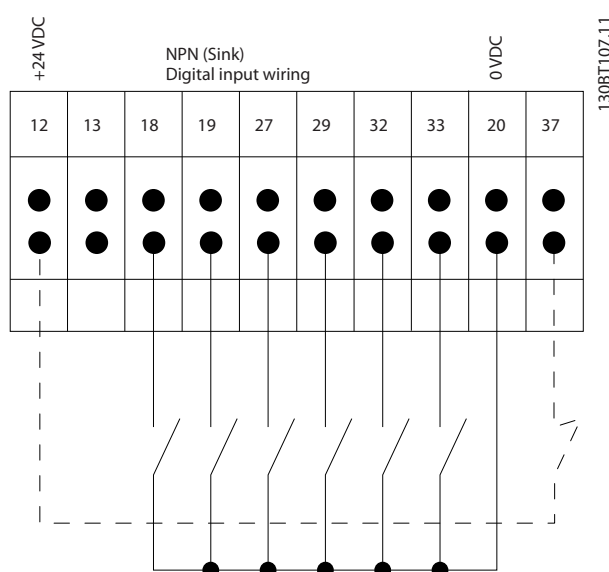 +24 VDC
NPN (Sink)
Digital input wiring
0 VDC
130BT107.11
12 13 18 19 27 29 32 33 20 37